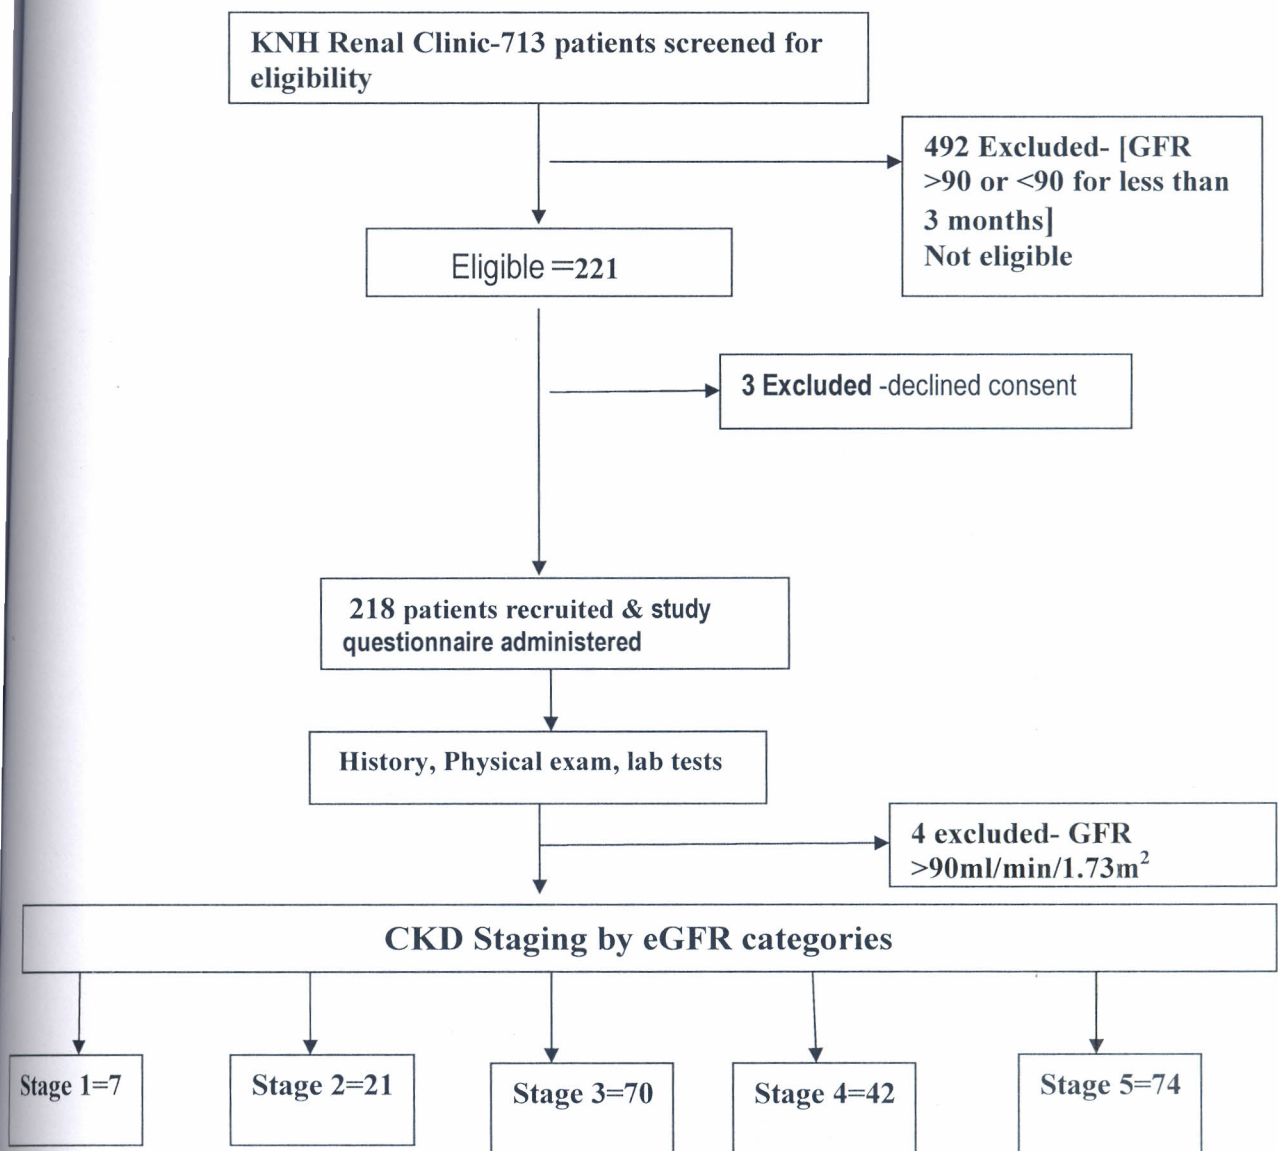 KNH Renal Clinic-713 patients screened for
eligibility
492 Excluded- [GFR
>90 or <90 for less than
3 months]
Not eligible
Eligible =221
3 Excluded -declined consent
218 patients recruited & study
questionnaire administered
History, Physical exam, lab tests
4 excluded- GFR
>90ml/min/1.73m²
CKD Staging by eGFR categories
Stage 1=7
Stage 2=21
Stage 3=70
Stage 4=42
Stage 5=74